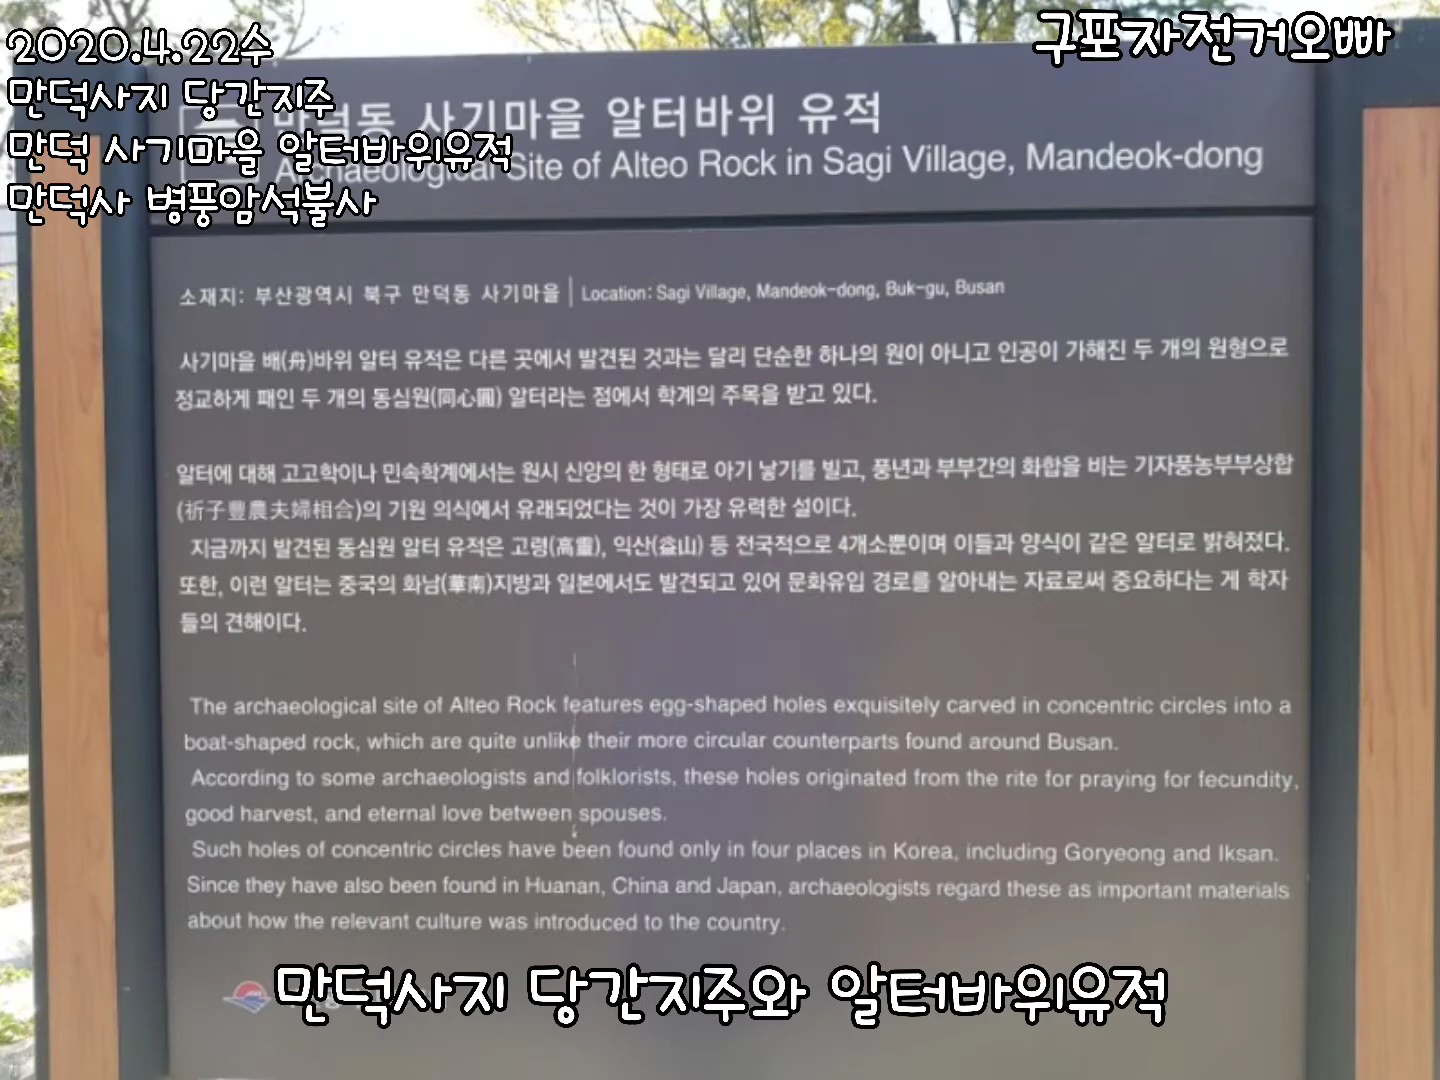 2020.4.22수
구포자전거오빠
만덕사지 당간지주
만덕 사기마을 알터바위유적
만덕사 병풍암석불사
만덕동 사기마을 알터바위 유적
Archaeological Site of Alteo Rock in Sagi Village, Mandeok-dong
소재지: 부산광역시 북구 만덕동 사기마을 | Location: Sagi Village, Mandeok-dong, Buk-gu, Busan
사기마을 배(舟)바위 알터 유적은 다른 곳에서 발견된 것과는 달리 단순한 하나의 원이 아니고 인공이 가해진 두 개의 원형으로
정교하게 패인 두 개의 동심원(同心圓) 알터라는 점에서 학계의 주목을 받고 있다.
알터에 대해 고고학이나 민속학계에서는 원시 신앙의 한 형태로 아기 낳기를 빌고, 풍년과 부부간의 화합을 비는 기자풍농부부상합
(祈子豐農夫婦相合)의 기원 의식에서 유래되었다는 것이 가장 유력한 설이다.
지금까지 발견된 동심원 알터 유적은 고령(高靈), 익산(益山) 등 전국적으로 4개소뿐이며 이들과 양식이 같은 알터로 밝혀졌다.
또한, 이런 알터는 중국의 화남(華南)지방과 일본에서도 발견되고 있어 문화유입 경로를 알아내는 자료로써 중요하다는 게 학자
들의 견해이다.
The archaeological site of Alteo Rock features egg-shaped holes exquisitely carved in concentric circles into a
boat-shaped rock, which are quite unlike their more circular counterparts found around Busan.
According to some archaeologists and folklorists, these holes originated from the rite for praying for fecundity,
good harvest, and eternal love between spouses.
Such holes of concentric circles have been found only in four places in Korea, including Goryeong and Iksan.
Since they have also been found in Huanan, China and Japan, archaeologists regard these as important materials
about how the relevant culture was introduced to the country.
만덕사지 당간지주와 알터바위유적